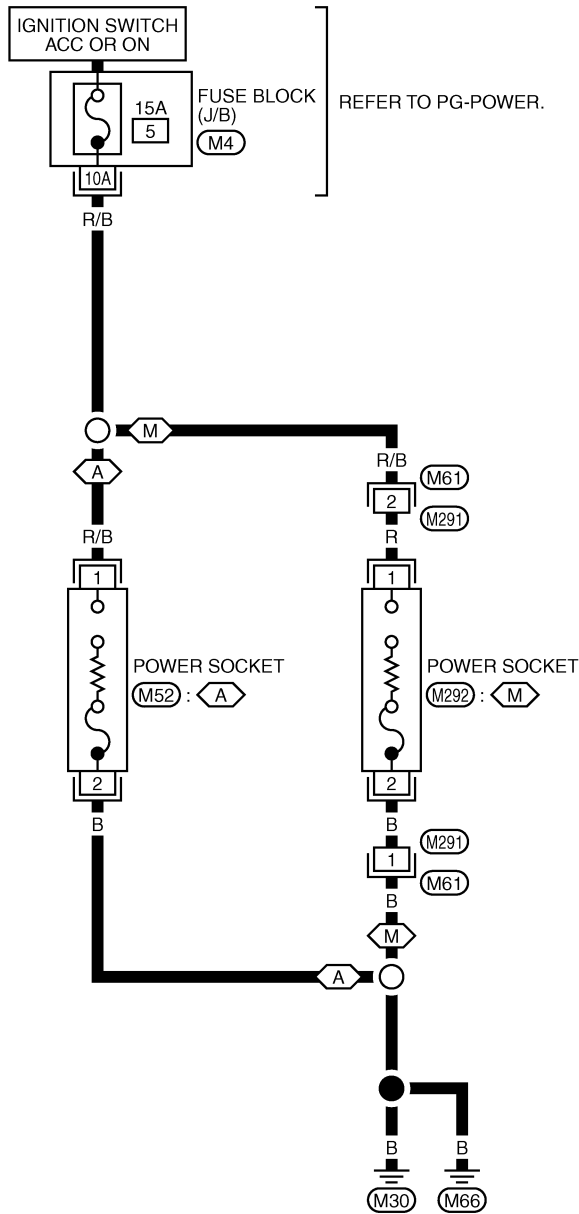 IGNITION SWITCH
ACC OR ON
15A
5
FUSE BLOCK
(J/B)
M4
REFER TO PG-POWER.
10A
R/B
M
A
R/B
M61
2
M291
R/B
R
1
1
POWER SOCKET
M52 : A
POWER SOCKET
M292 : M
2
2
B
B
M291
1
M61
B
M
A
B
B
M30
M66